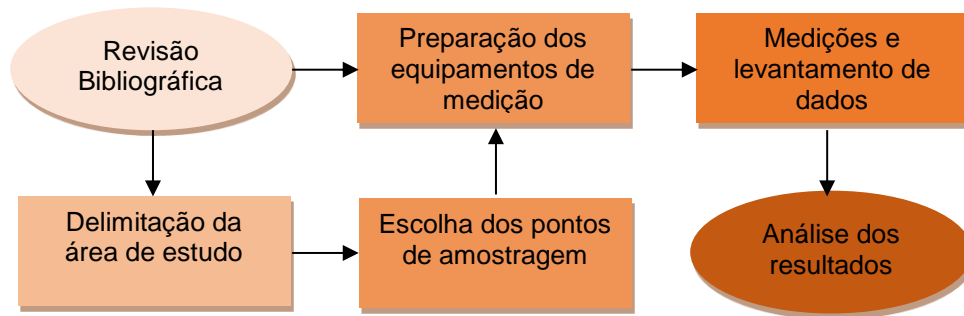 Revisão
Bibliográfica
Preparação dos
equipamentos de
medição
Medições e
levantamento de
dados
Delimitação da
área de estudo
Escolha dos pontos
de amostragem
Análise dos
resultados